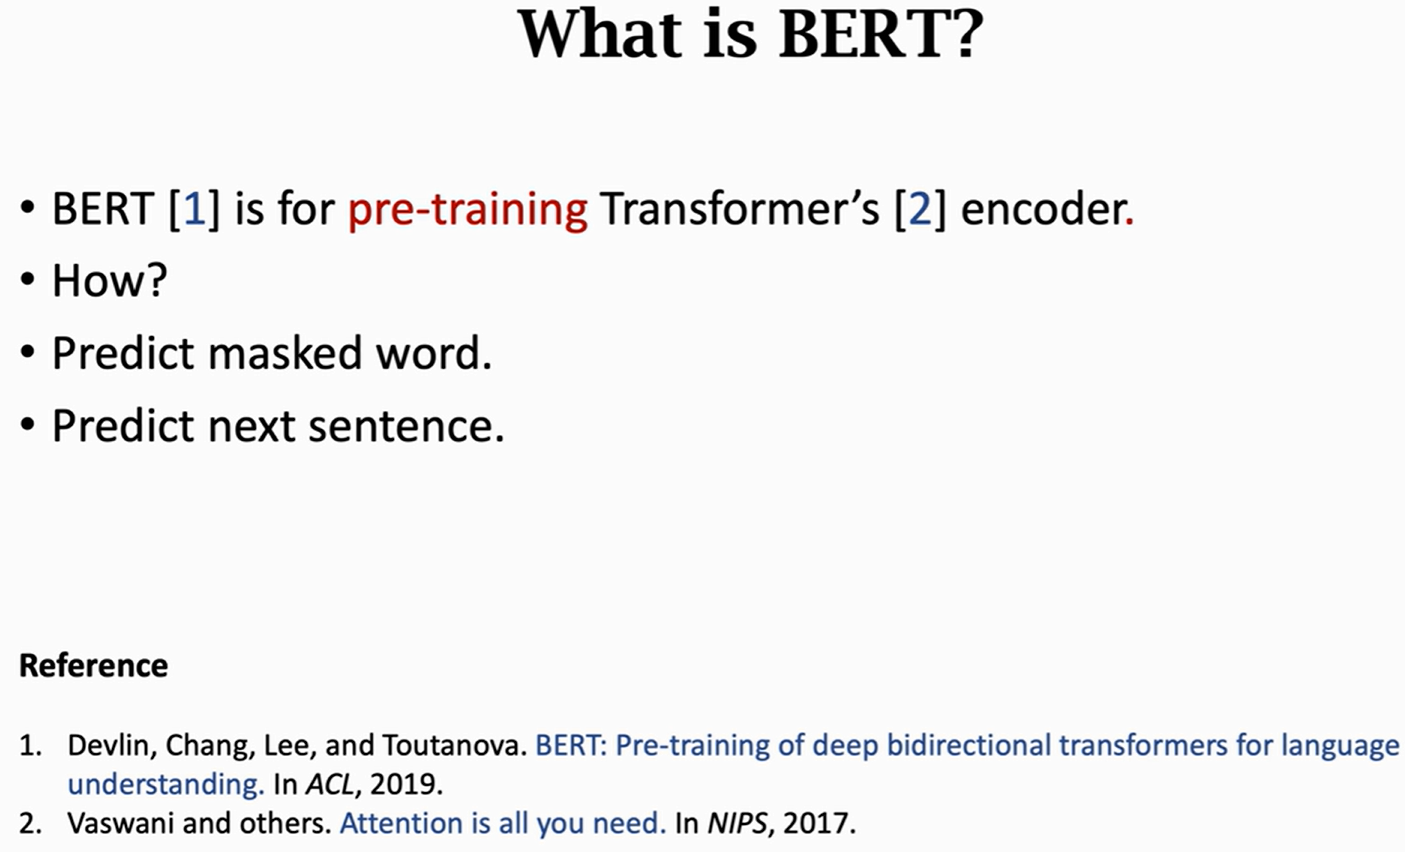 What is BERT?
• BERT [1] is for pre-training Transformer’s [2] encoder.
• How?
• Predict masked word.
• Predict next sentence.
Reference
1. Devlin, Chang, Lee, and Toutanova. BERT: Pre-training of deep bidirectional transformers for language
understanding. In ACL, 2019.
2. Vaswani and others. Attention is all you need. In NIPS, 2017.